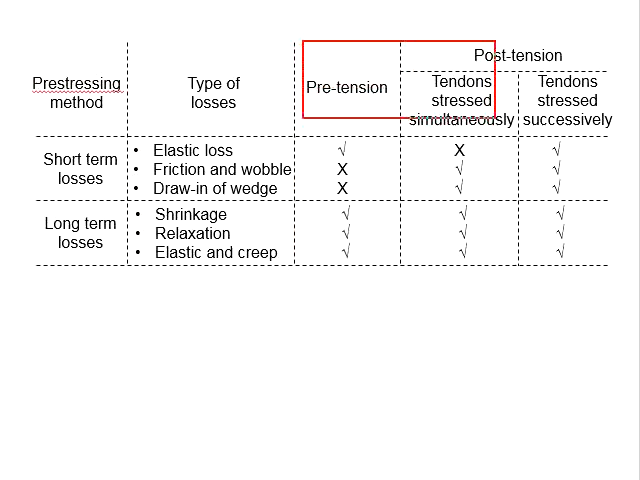 Post-tension
Prestressing method
Type of losses
Pre-tension
Tendons stressed simultaneously
Tendons stressed successively
Short term losses
• Elastic loss √ X √
• Friction and wobble X √ √
• Draw-in of wedge X √ √
Long term losses
• Shrinkage √ √ √
• Relaxation √ √ √
• Elastic and creep √ √ √